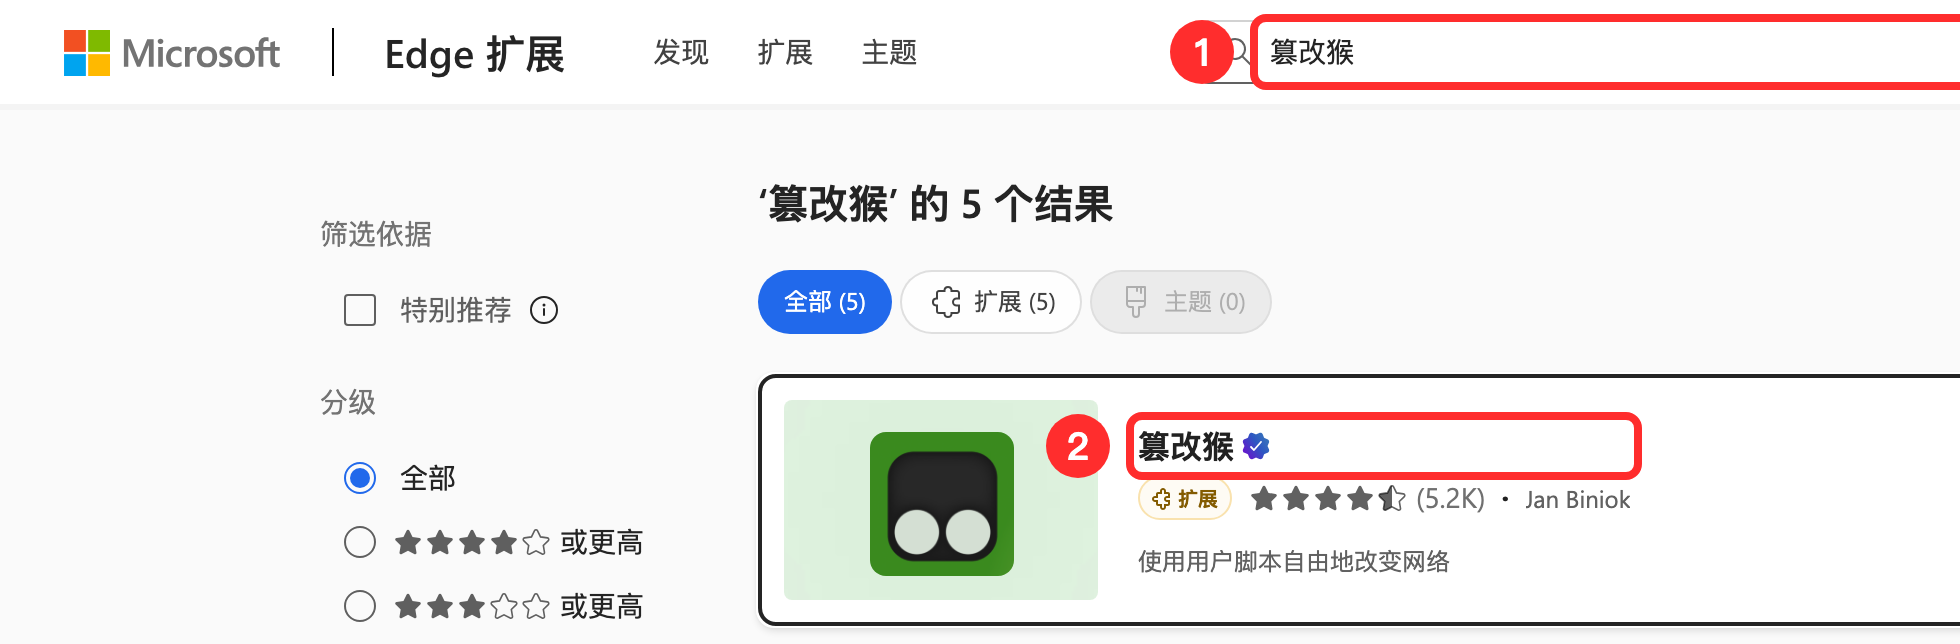 Microsoft
Edge 扩展
发现
扩展
主题
1
篡改猴
‘篡改猴’ 的 5 个结果
筛选依据
特别推荐
全部 (5)
扩展 (5)
主题 (0)
分级
全部
或更高
或更高
2
篡改猴
扩展
(5.2K) · Jan Biniok
使用用户脚本自由地改变网络